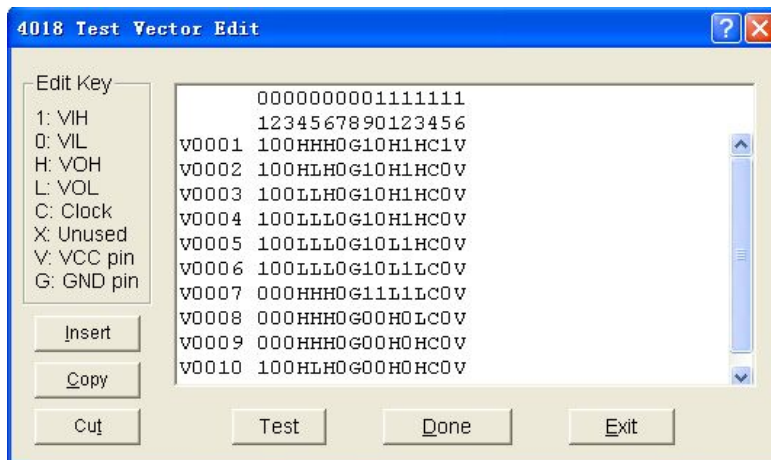 4018 Test Vector Edit
Edit Key
1: VIH
0: VIL
H: VOH
L: VOL
C: Clock
X: Unused
V: VCC pin
G: GND pin
Insert
Copy
Cut
0000000001111111
1234567890123456
V0001 100HHH0G10H1HC1V
V0002 100HLH0G10H1HC0V
V0003 100LLH0G10H1HC0V
V0004 100LLL0G10H1HC0V
V0005 100LLL0G10L1HC0V
V0006 100LLL0G10L1LC0V
V0007 000HHH0G11L1LC0V
V0008 000HHH0G00H0LC0V
V0009 000HHH0G00H0HC0V
V0010 100HLH0G00H0HC0V
Test
Done
Exit